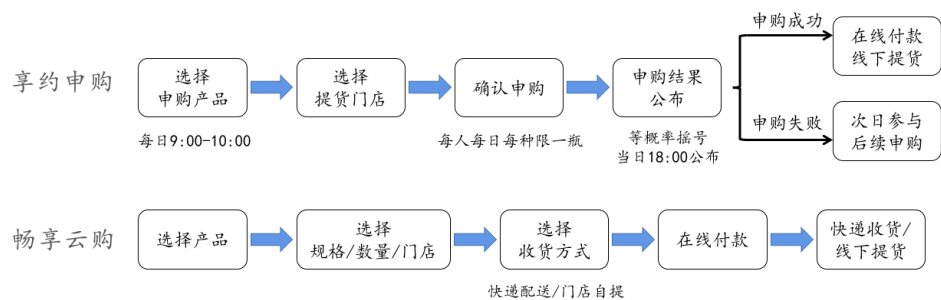 享约申购
选择
申购产品
每日9:00-10:00
选择
提货门店
确认申购
每人每日每种限一瓶
申购结果
公布
等概率摇号
当日18:00公布
申购成功
在线付款
线下提货
申购失败
次日参与
后续申购
畅享云购
选择产品
选择
规格/数量/门店
选择
收货方式
快递配送/门店自提
在线付款
快递收货/
线下提货